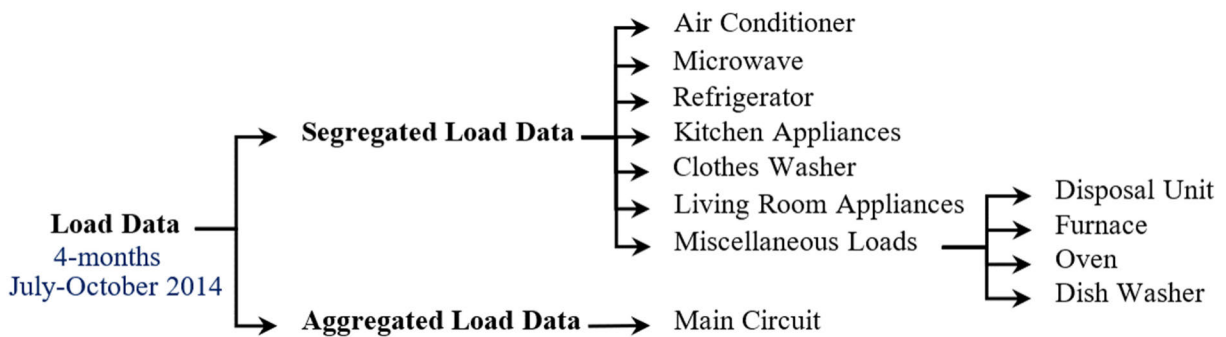 Load Data
4-months
July-October 2014
Segregated Load Data
Air Conditioner
Microwave
Refrigerator
Kitchen Appliances
Clothes Washer
Living Room Appliances
Miscellaneous Loads
Disposal Unit
Furnace
Oven
Dish Washer
Aggregated Load Data
Main Circuit